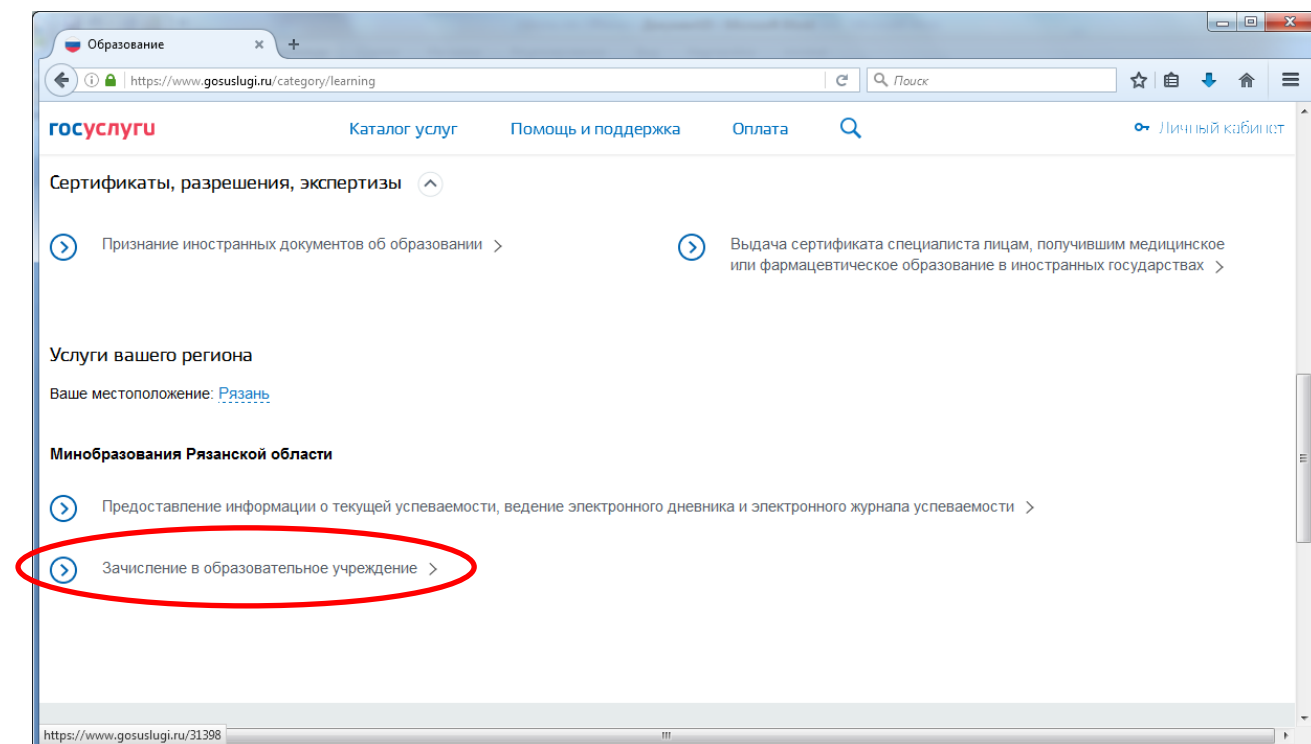 Образование
https://www.gosuslugi.ru/category/learning
Поиск
госуслуги
Каталог услуг
Помощь и поддержка
Оплата
Личный кабинет
Сертификаты, разрешения, экспертизы
Признание иностранных документов об образовании
Выдача сертификата специалиста лицам, получившим медицинское
или фармацевтическое образование в иностранных государствах
Услуги вашего региона
Ваше местоположение: Рязань
Минобразования Рязанской области
Предоставление информации о текущей успеваемости, ведение электронного дневника и электронного журнала успеваемости
Зачисление в образовательное учреждение
https://www.gosuslugi.ru/31398